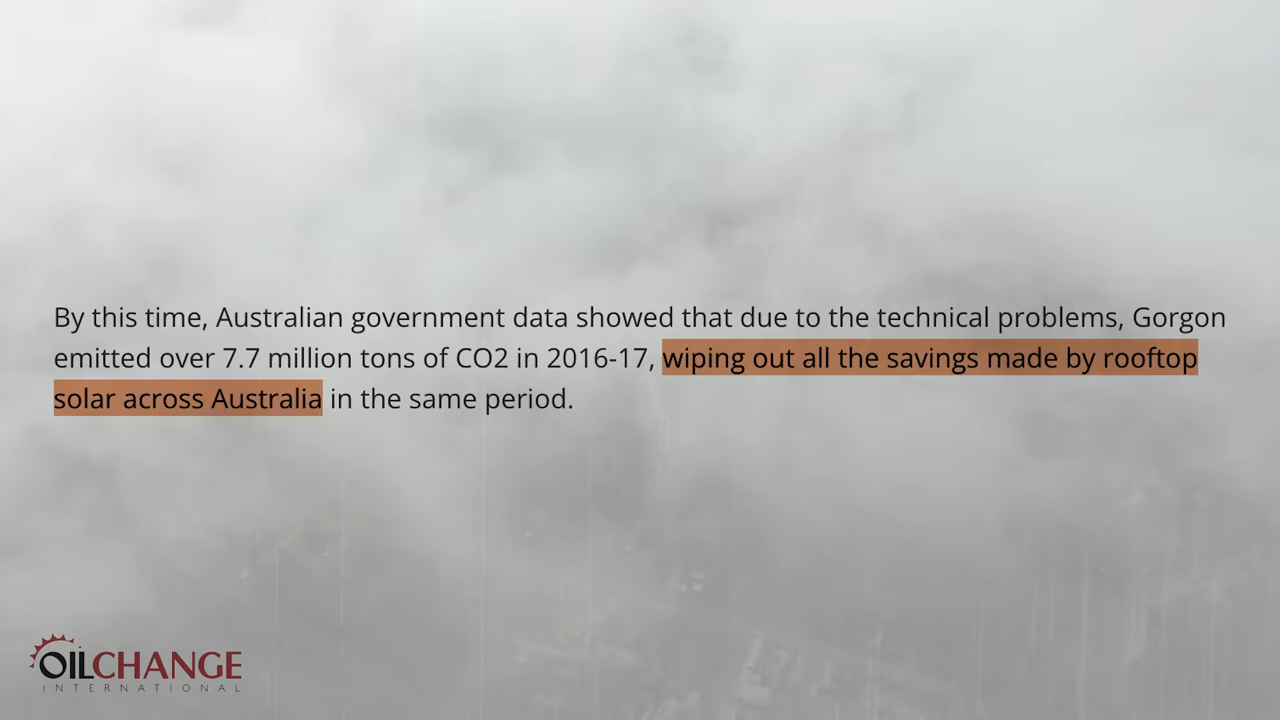 By this time, Australian government data showed that due to the technical problems, Gorgon
emitted over 7.7 million tons of CO2 in 2016-17, wiping out all the savings made by rooftop
solar across Australia in the same period.
OILCHANGE
INTERNATIONAL